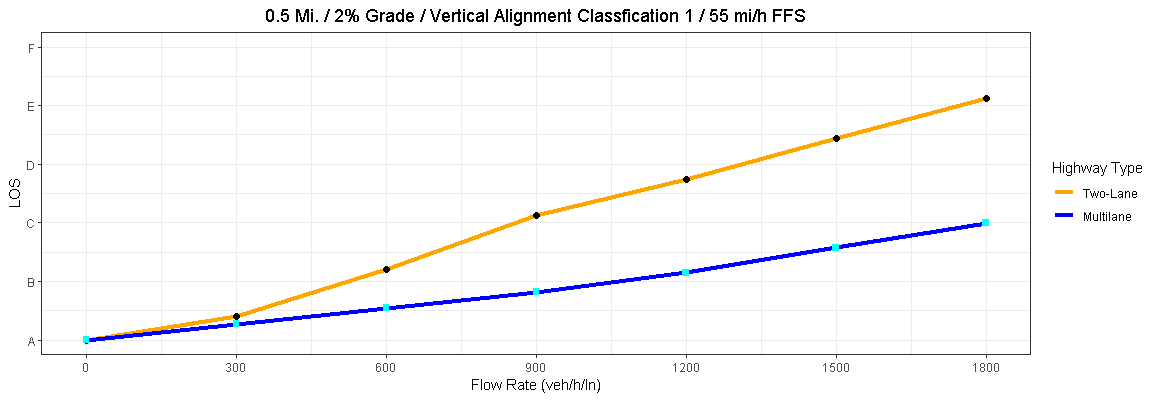 0.5 Mi. / 2% Grade / Vertical Alignment Classfication 1 / 55 mi/h FFS
F
E
D
C
B
A
LOS
0 300 600 900 1200 1500 1800
Flow Rate (veh/h/ln)
Highway Type
Two-Lane
Multilane